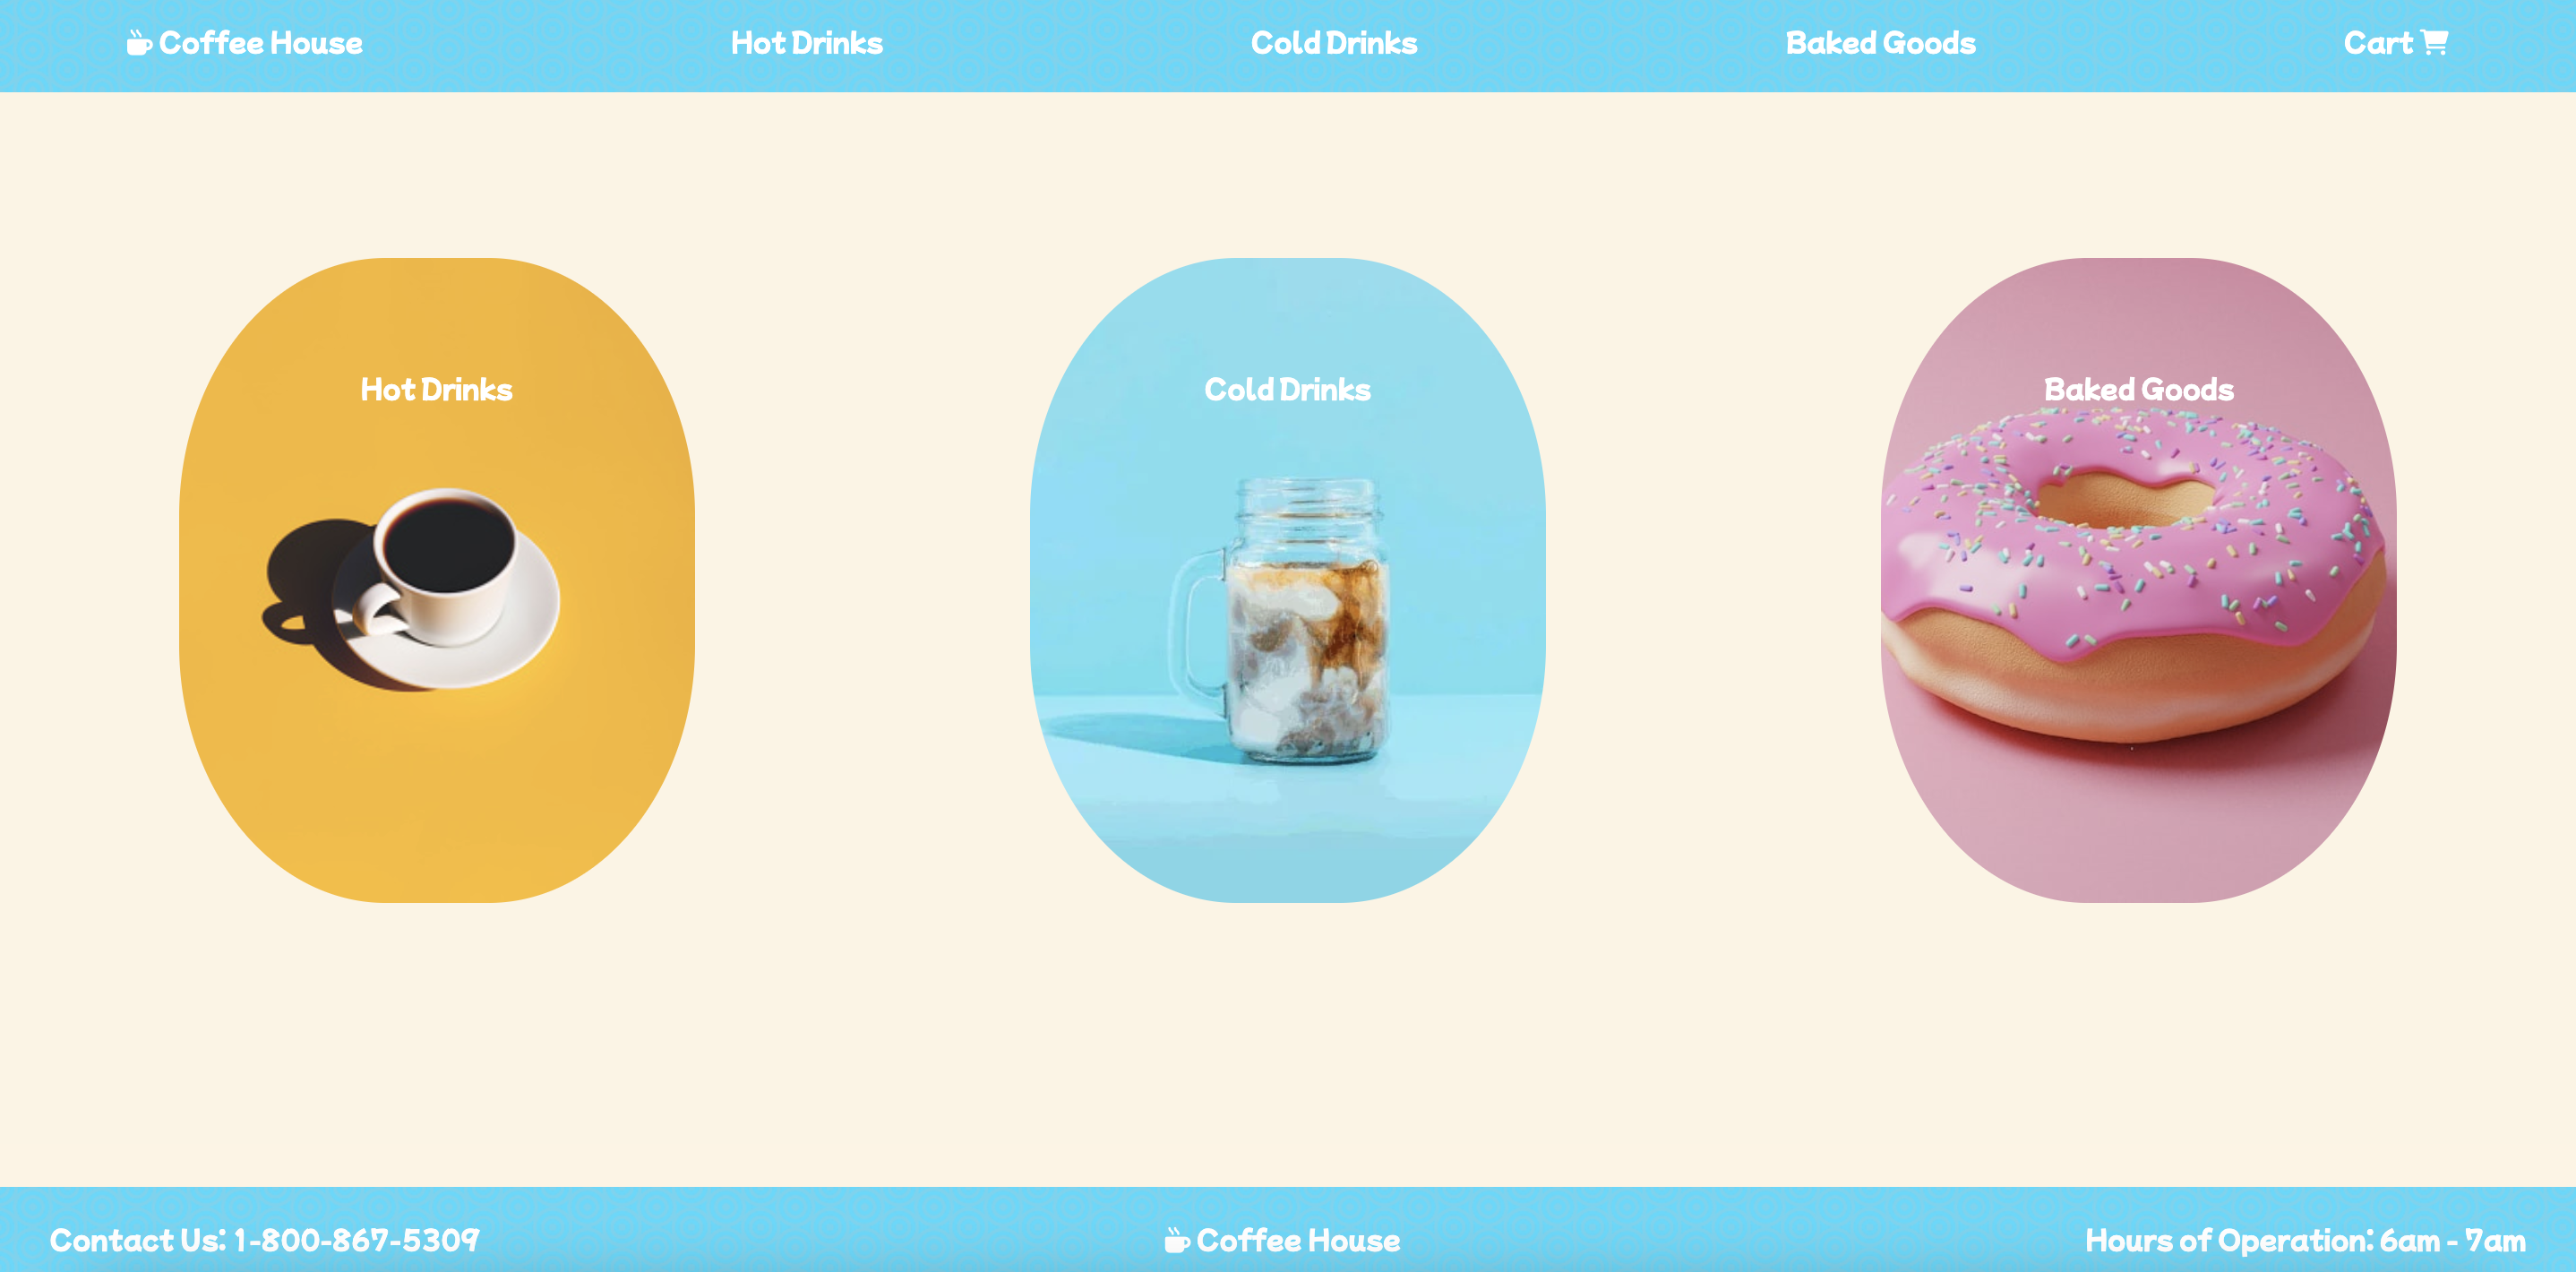 Coffee House
Hot Drinks
Cold Drinks
Baked Goods
Cart
Hot Drinks
Cold Drinks
Baked Goods
Contact Us: 1-800-867-5309
Coffee House
Hours of Operation: 6am - 7am